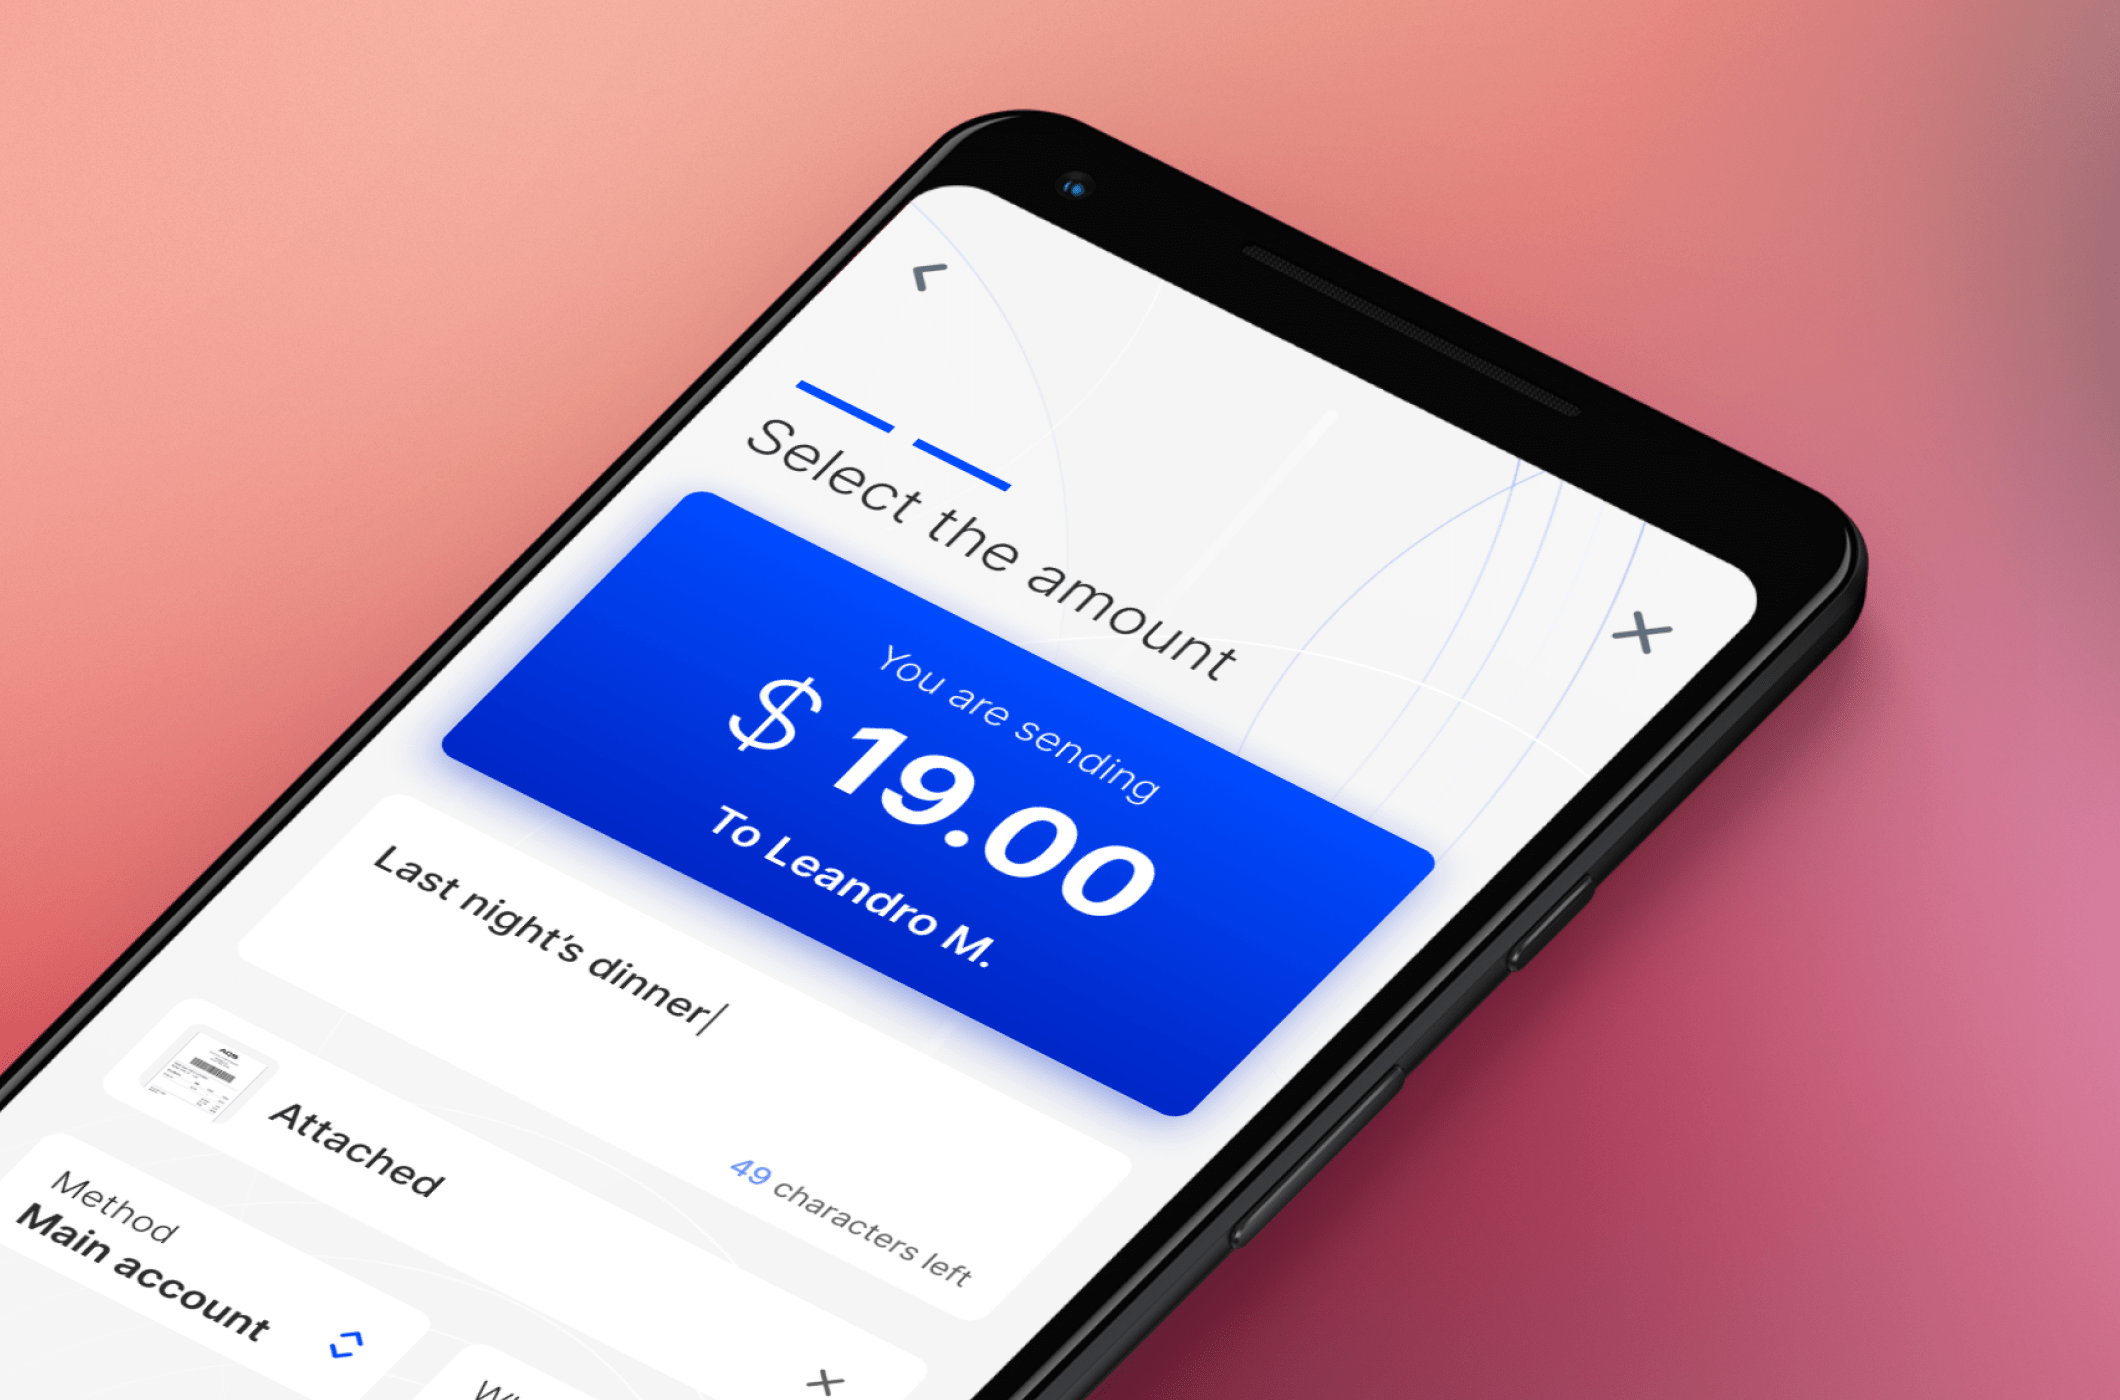 Select the amount
You are sending
$ 19.00
To Leandro M.
Last night's dinner
49 characters left
Attached
Method
Main account